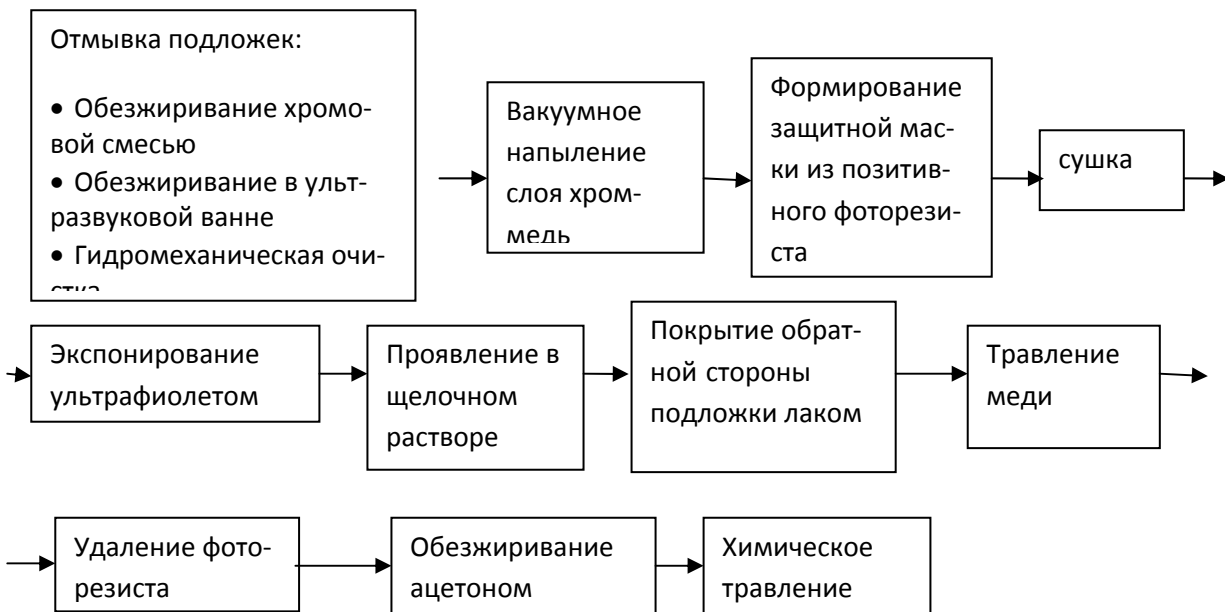 Отмывка подложек:
• Обезжиривание хромо-
вой смесью
• Обезжиривание в ульт-
развуковой ванне
• Гидромеханическая очи-
стка
Вакуумное
напыление
слоя хром-
медь
Формирование
защитной мас-
ки из позитив-
ного фоторези-
ста
сушка
Экспонирование
ультрафиолетом
Проявление в
щелочном
растворе
Покрытие обрат-
ной стороны
подложки лаком
Травление
меди
Удаление фото-
резиста
Обезжиривание
ацетоном
Химическое
травление